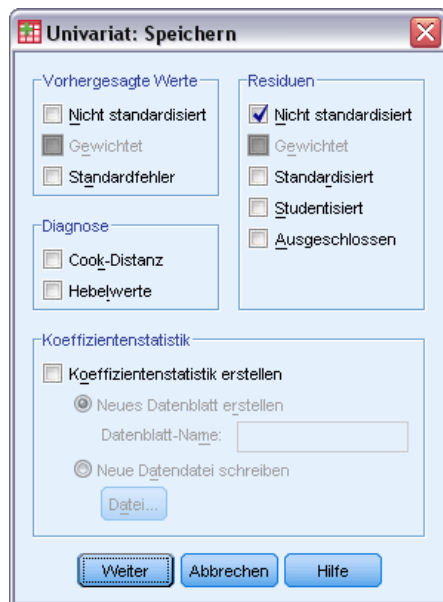 Univariat: Speichern
Vorhergesagte Werte
Nicht standardisiert
Gewichtet
Standardfehler
Diagnose
Cook-Distanz
Hebelwerte
Residuen
Nicht standardisiert
Gewichtet
Standardisiert
Studentisiert
Ausgeschlossen
Koeffizientenstatistik
Koeffizientenstatistik erstellen
Neues Datenblatt erstellen
Datenblatt-Name:
Neue Datendatei schreiben
Datei...
Weiter Abbrechen Hilfe